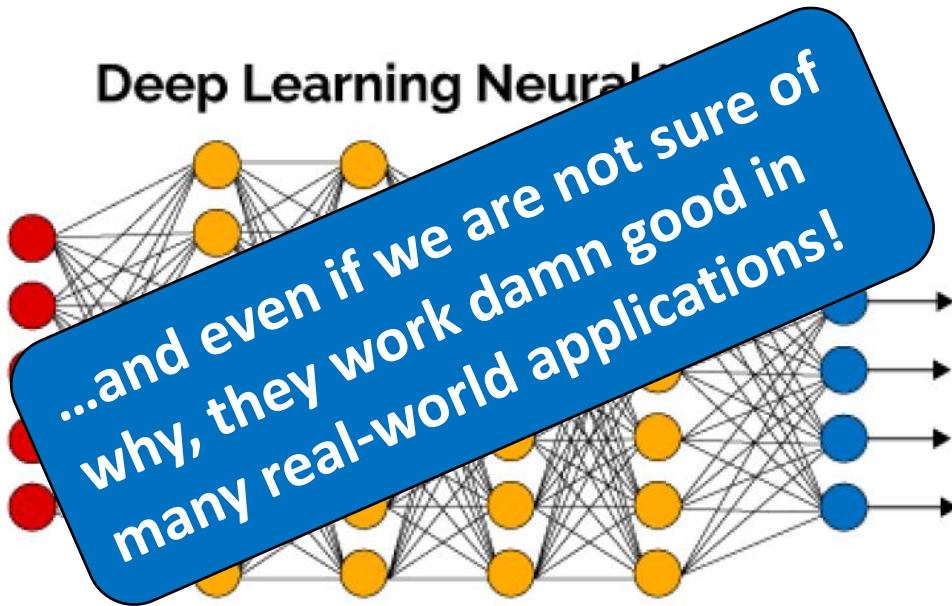 Deep Learning Neural
...and even if we are not sure of
why, they work damn good in
many real-world applications!